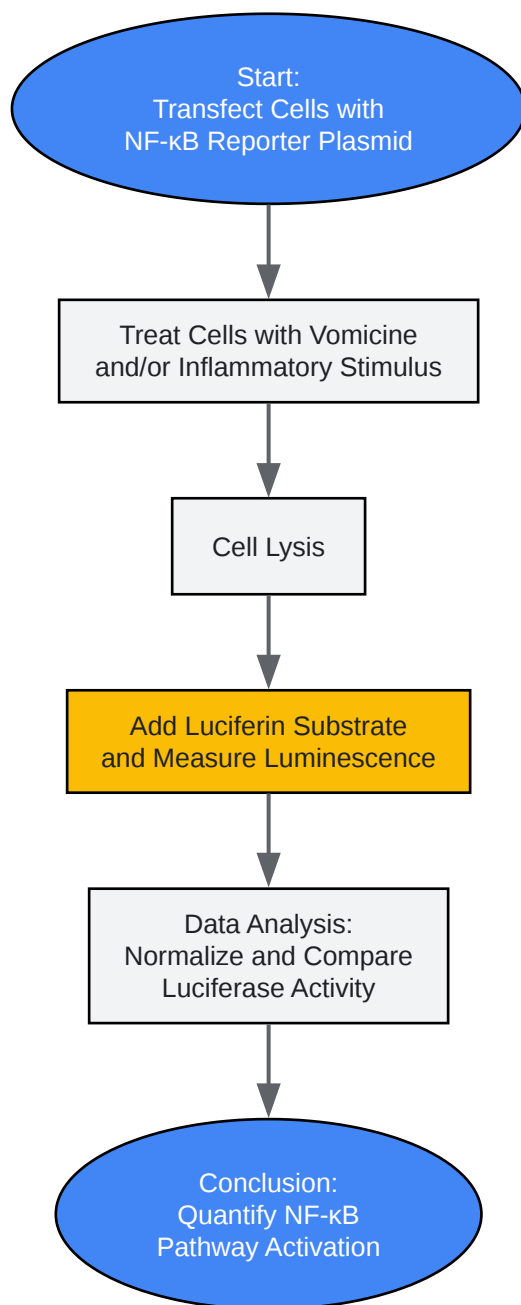 Start:
Transfect Cells with
NF-κB Reporter Plasmid
Treat Cells with Vomicine
and/or Inflammatory Stimulus
Cell Lysis
Add Luciferin Substrate
and Measure Luminescence
Data Analysis:
Normalize and Compare
Luciferase Activity
Conclusion:
Quantify NF-κB
Pathway Activation